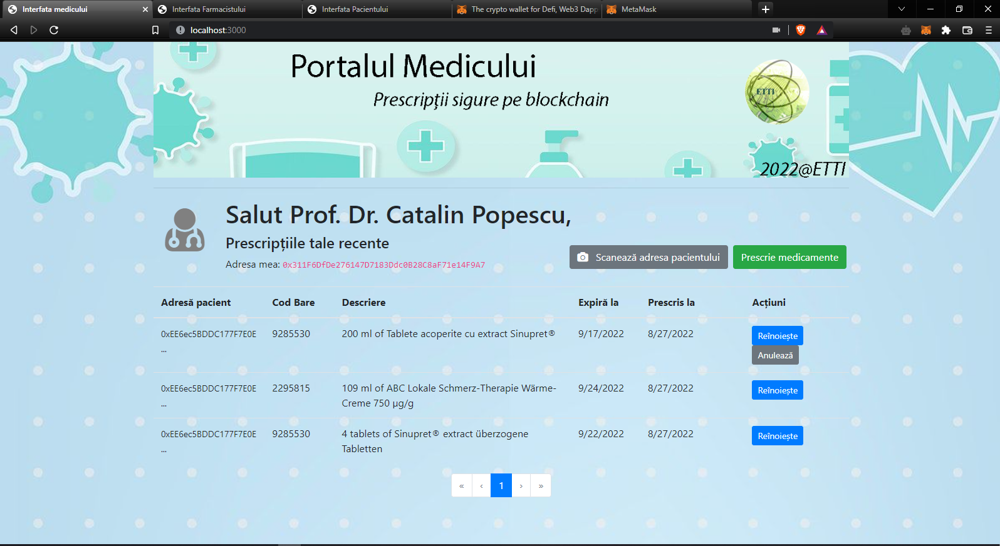 Interfata medicului
Interfata Farmacistului
Interfata Pacientului
The crypto wallet for Defi, Web3 Dapp
MetaMask
localhost:3000
Portalul Medicului
Prescripții sigure pe blockchain
ETTI
2022@ETTI
Salut Prof. Dr. Catalin Popescu,
Prescripțiile tale recente
Adresa mea: 0x311F6DfDe276147D7183Ddc0B28C8aF71e14F9A7
Scanează adresa pacientului
Prescrie medicamente
Adresă pacient Cod Bare Descriere Expiră la Prescris la Acțiuni
0xEE6ec5BDDC177F7E0E 9285530 200 ml of Tablete acoperite cu extract Sinupret® 9/17/2022 8/27/2022 Reînoiește
... Anulează
0xEE6ec5BDDC177F7E0E 2295815 109 ml of ABC Lokale Schmerz-Therapie Wärme- 9/24/2022 8/27/2022 Reînoiește
... Creme 750 µg/g
0xEE6ec5BDDC177F7E0E 9285530 4 tablets of Sinupret® extract überzogene 9/22/2022 8/27/2022 Reînoiește
... Tabletten
« ‹ 1 › »